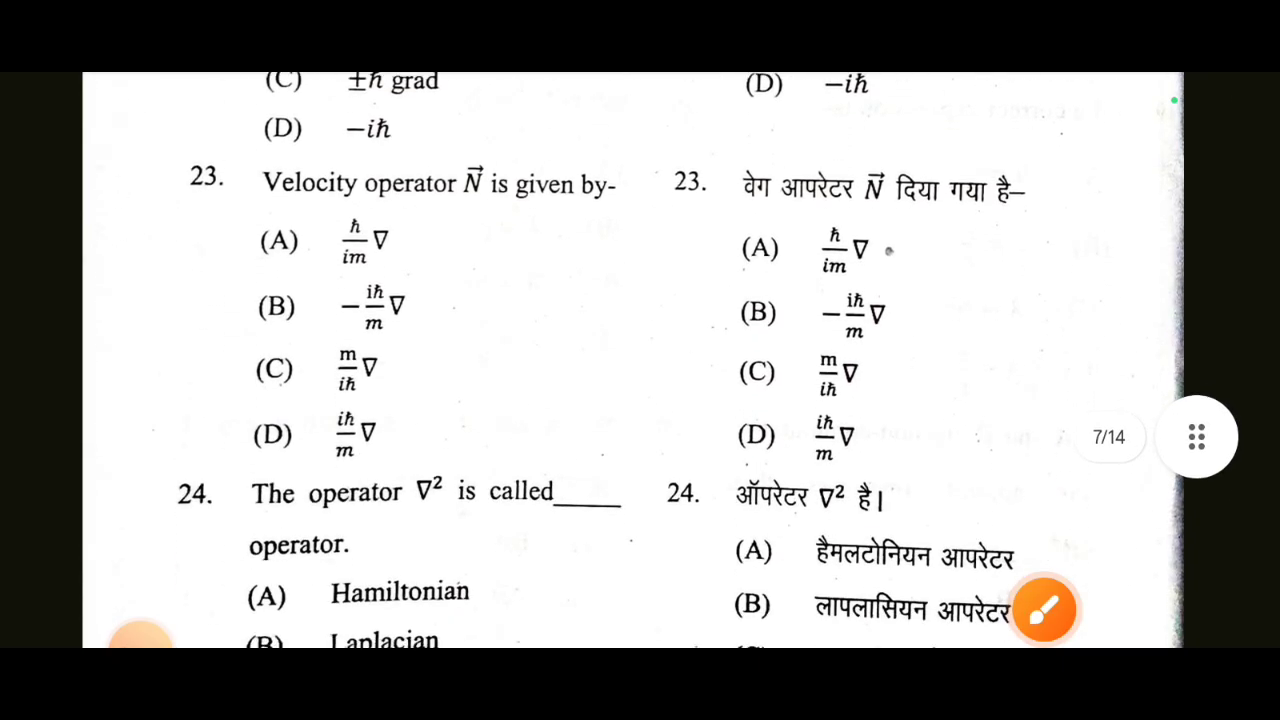 (C) ±ℏ grad
(D) −iℏ
23. Velocity operator N⃗ is given by-
(A) ℏ/im ∇
(B) − iℏ/m ∇
(C) m/iℏ ∇
(D) iℏ/m ∇
24. The operator ∇² is called_____
operator.
(A) Hamiltonian
(B) Laplacian
(D) −iℏ
23. वेग आपरेटर N⃗ दिया गया है–
(A) ℏ/im ∇
(B) − iℏ/m ∇
(C) m/iℏ ∇
(D) iℏ/m ∇
24. ऑपरेटर ∇² है।
(A) हैमलटोनियन आपरेटर
(B) लापलासियन आपरेटर
7/14